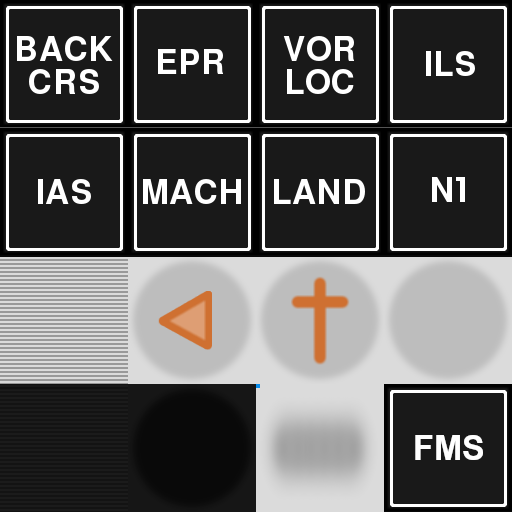 BACK
CRS
EPR
VOR
LOC
ILS
IAS
MACH
LAND
N1
FMS